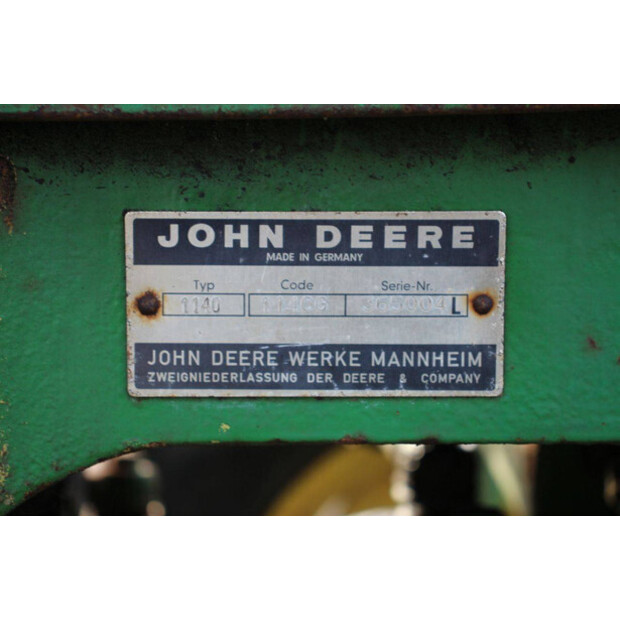 JOHN DEERE
MADE IN GERMANY
Typ Code Serie-Nr.
1140 L
JOHN DEERE WERKE MANNHEIM
ZWEIGNIEDERLASSUNG DER DEERE & COMPANY